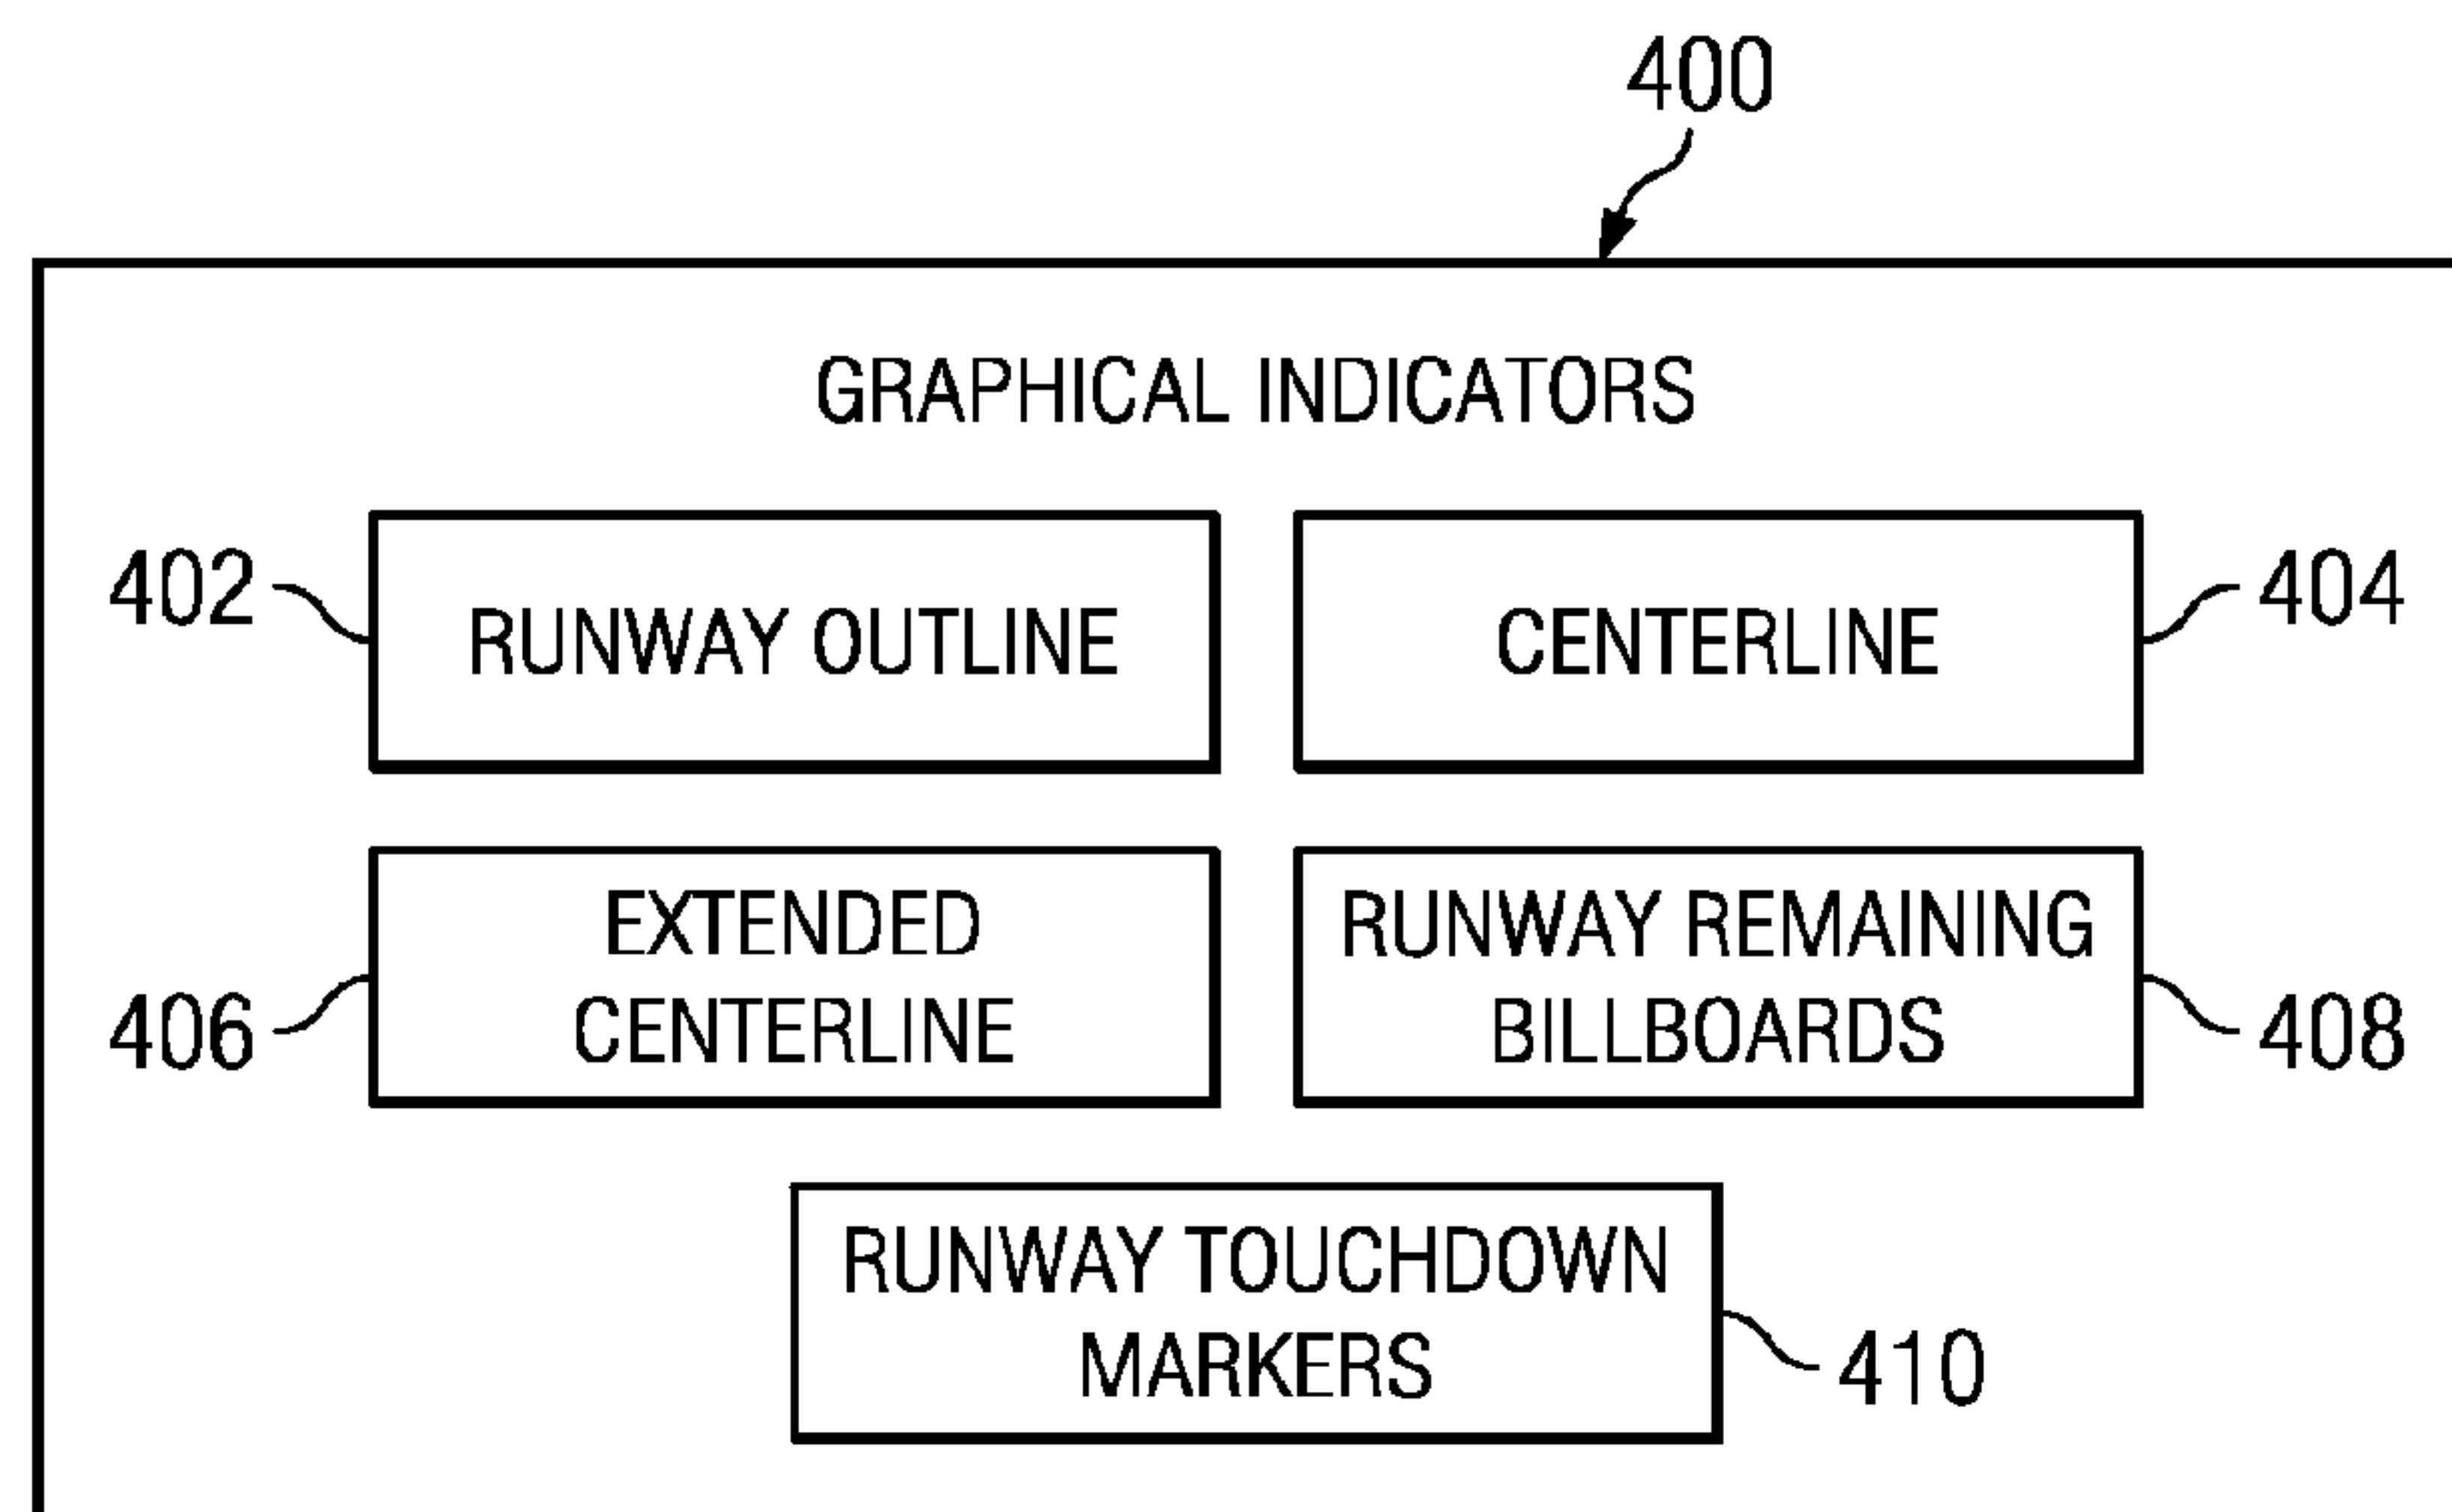 400
GRAPHICAL INDICATORS
402
RUNWAY OUTLINE
CENTERLINE
404
406
EXTENDED
CENTERLINE
RUNWAY REMAINING
BILLBOARDS
408
RUNWAY TOUCHDOWN
MARKERS
410